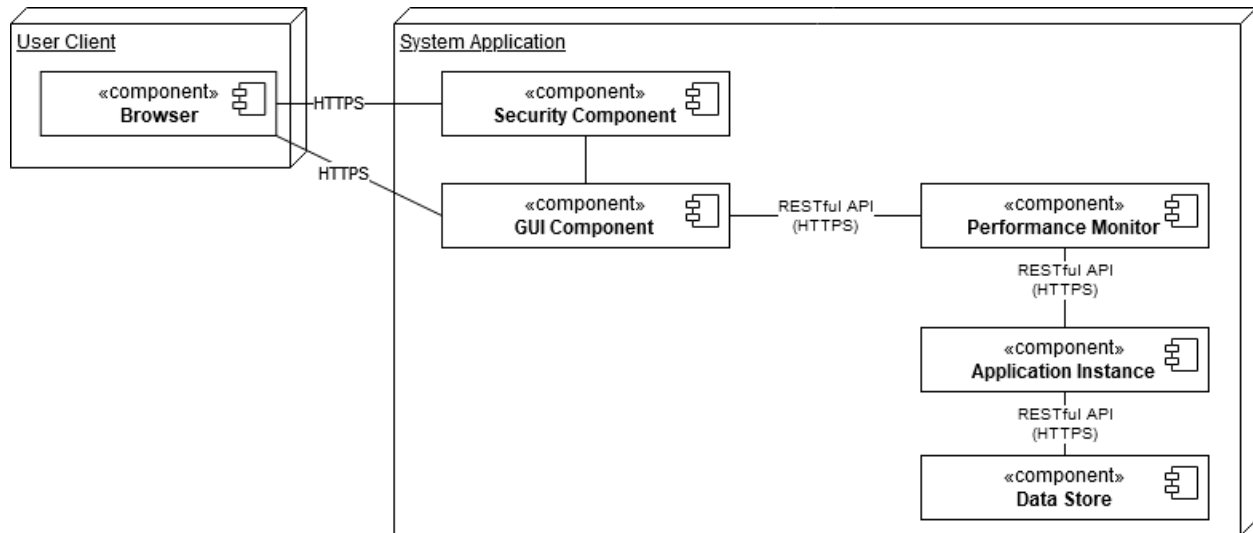 User Client
«component»
Browser
HTTPS
HTTPS
System Application
«component»
Security Component
«component»
GUI Component
RESTful API
(HTTPS)
«component»
Performance Monitor
RESTful API
(HTTPS)
«component»
Application Instance
RESTful API
(HTTPS)
«component»
Data Store